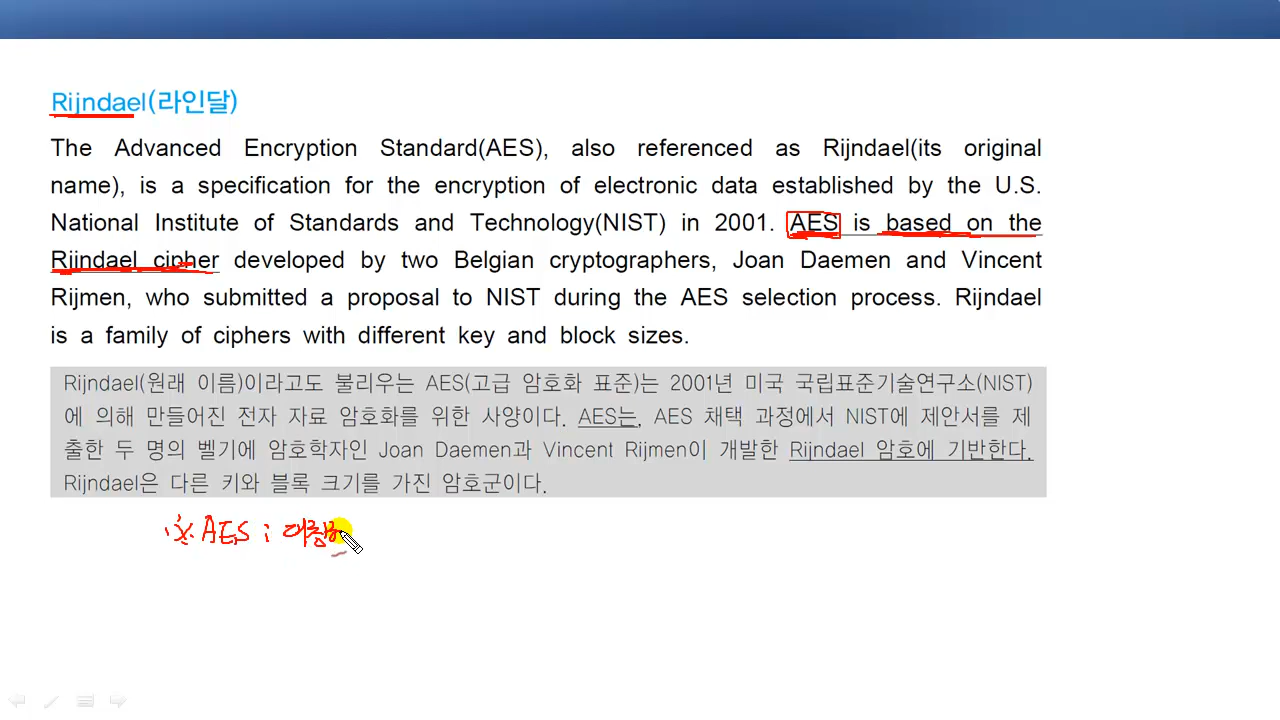 Rijndael(라인달)
The Advanced Encryption Standard(AES), also referenced as Rijndael(its original
name), is a specification for the encryption of electronic data established by the U.S.
National Institute of Standards and Technology(NIST) in 2001. AES is based on the
Rijndael cipher developed by two Belgian cryptographers, Joan Daemen and Vincent
Rijmen, who submitted a proposal to NIST during the AES selection process. Rijndael
is a family of ciphers with different key and block sizes.
Rijndael(원래 이름)이라고도 불리우는 AES(고급 암호화 표준)는 2001년 미국 국립표준기술연구소(NIST)
에 의해 만들어진 전자 자료 암호화를 위한 사양이다. AES는, AES 채택 과정에서 NIST에 제안서를 제
출한 두 명의 벨기에 암호학자인 Joan Daemen과 Vincent Rijmen이 개발한 Rijndael 암호에 기반한다.
Rijndael은 다른 키와 블록 크기를 가진 암호군이다.
※ AES :